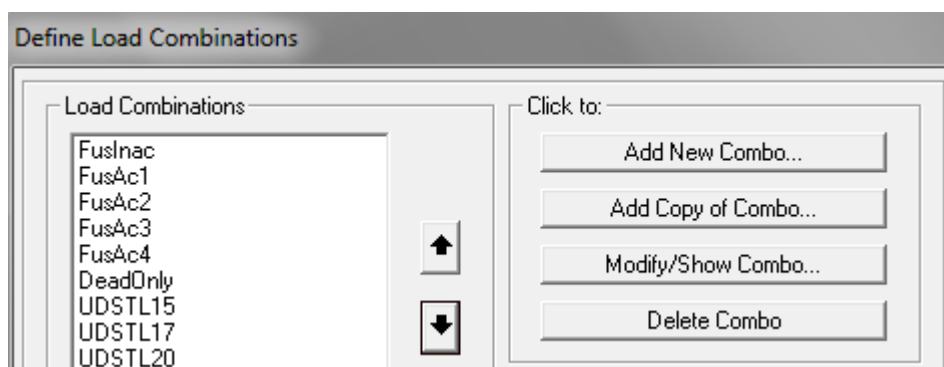 Define Load Combinations
Load Combinations
FusInac
FusAc1
FusAc2
FusAc3
FusAc4
DeadOnly
UDSTL15
UDSTL17
UDSTL20
Click to:
Add New Combo...
Add Copy of Combo...
Modify/Show Combo...
Delete Combo